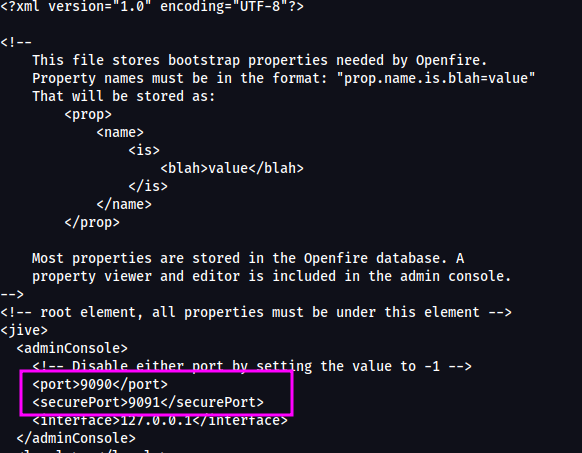 <?xml version="1.0" encoding="UTF-8"?>
<!--
This file stores bootstrap properties needed by Openfire.
Property names must be in the format: "prop.name.is.blah=value"
That will be stored as:
<prop>
<name>
<is>
<blah>value</blah>
</is>
</name>
</prop>
Most properties are stored in the Openfire database. A
property viewer and editor is included in the admin console.
-->
<!-- root element, all properties must be under this element -->
<jive>
<adminConsole>
<!-- Disable either port by setting the value to -1 -->
<port>9090</port>
<securePort>9091</securePort>
<interface>127.0.0.1</interface>
</adminConsole>